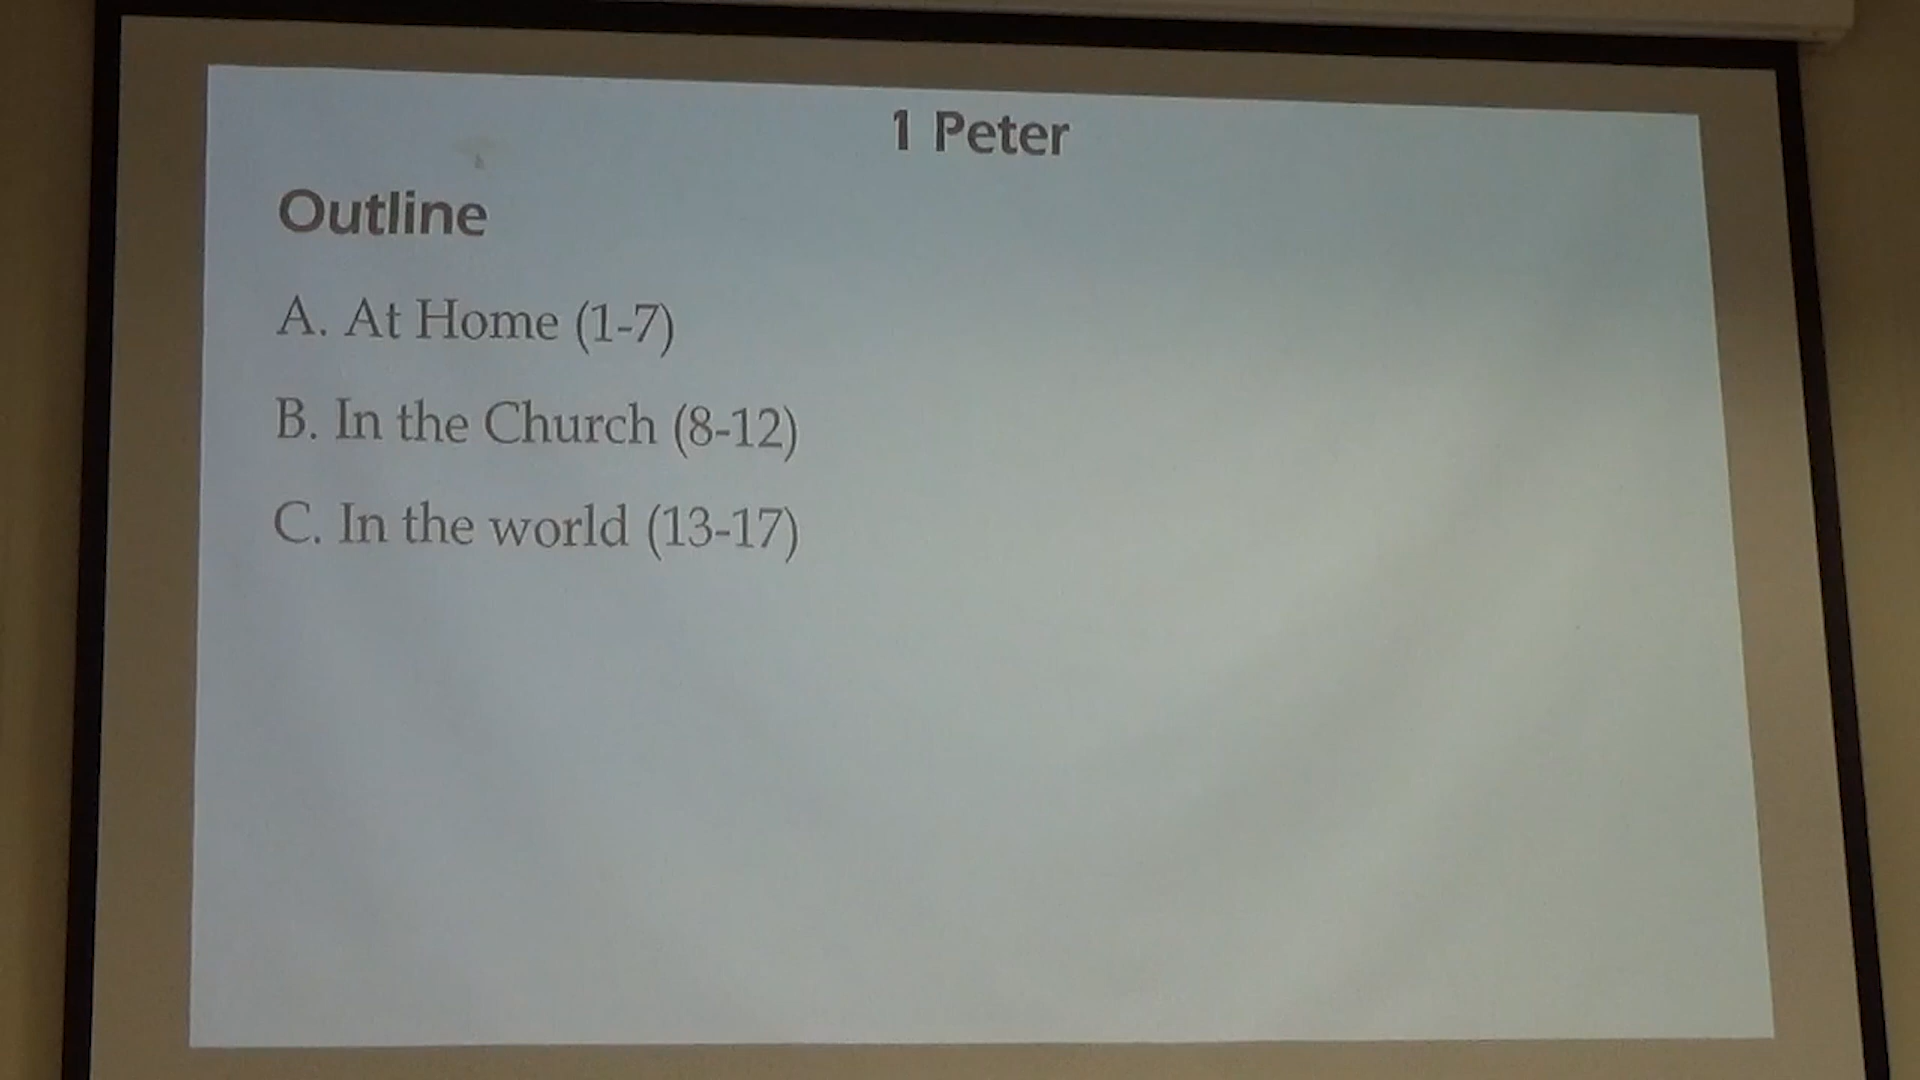 1 Peter
Outline
A. At Home (1-7)
B. In the Church (8-12)
C. In the world (13-17)